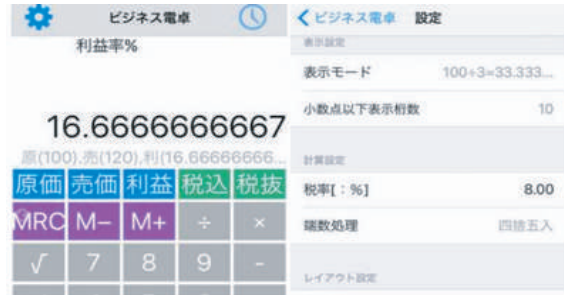 ビジネス電卓
利益率%
16.6666666667
原(100).売(120),利(16.66666666...
原価 売価 利益 税込 税抜
MRC M− M+ ÷ ×
√ 7 8 9 -
ビジネス電卓 設定
表示設定
表示モード 100÷3=33.333...
小数点以下表示桁数 10
計算設定
税率[：%] 8.00
端数処理 四捨五入
レイアウト設定